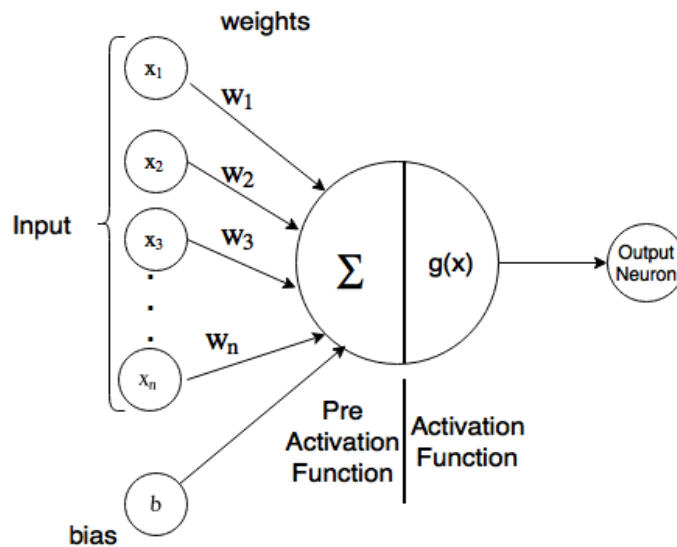 weights
x₁
w₁
x₂
w₂
Input
x₃
w₃
Σ
g(x)
Output
Neuron
.
.
.
wₙ
xₙ
Pre
Activation
Function
Activation
Function
b
bias